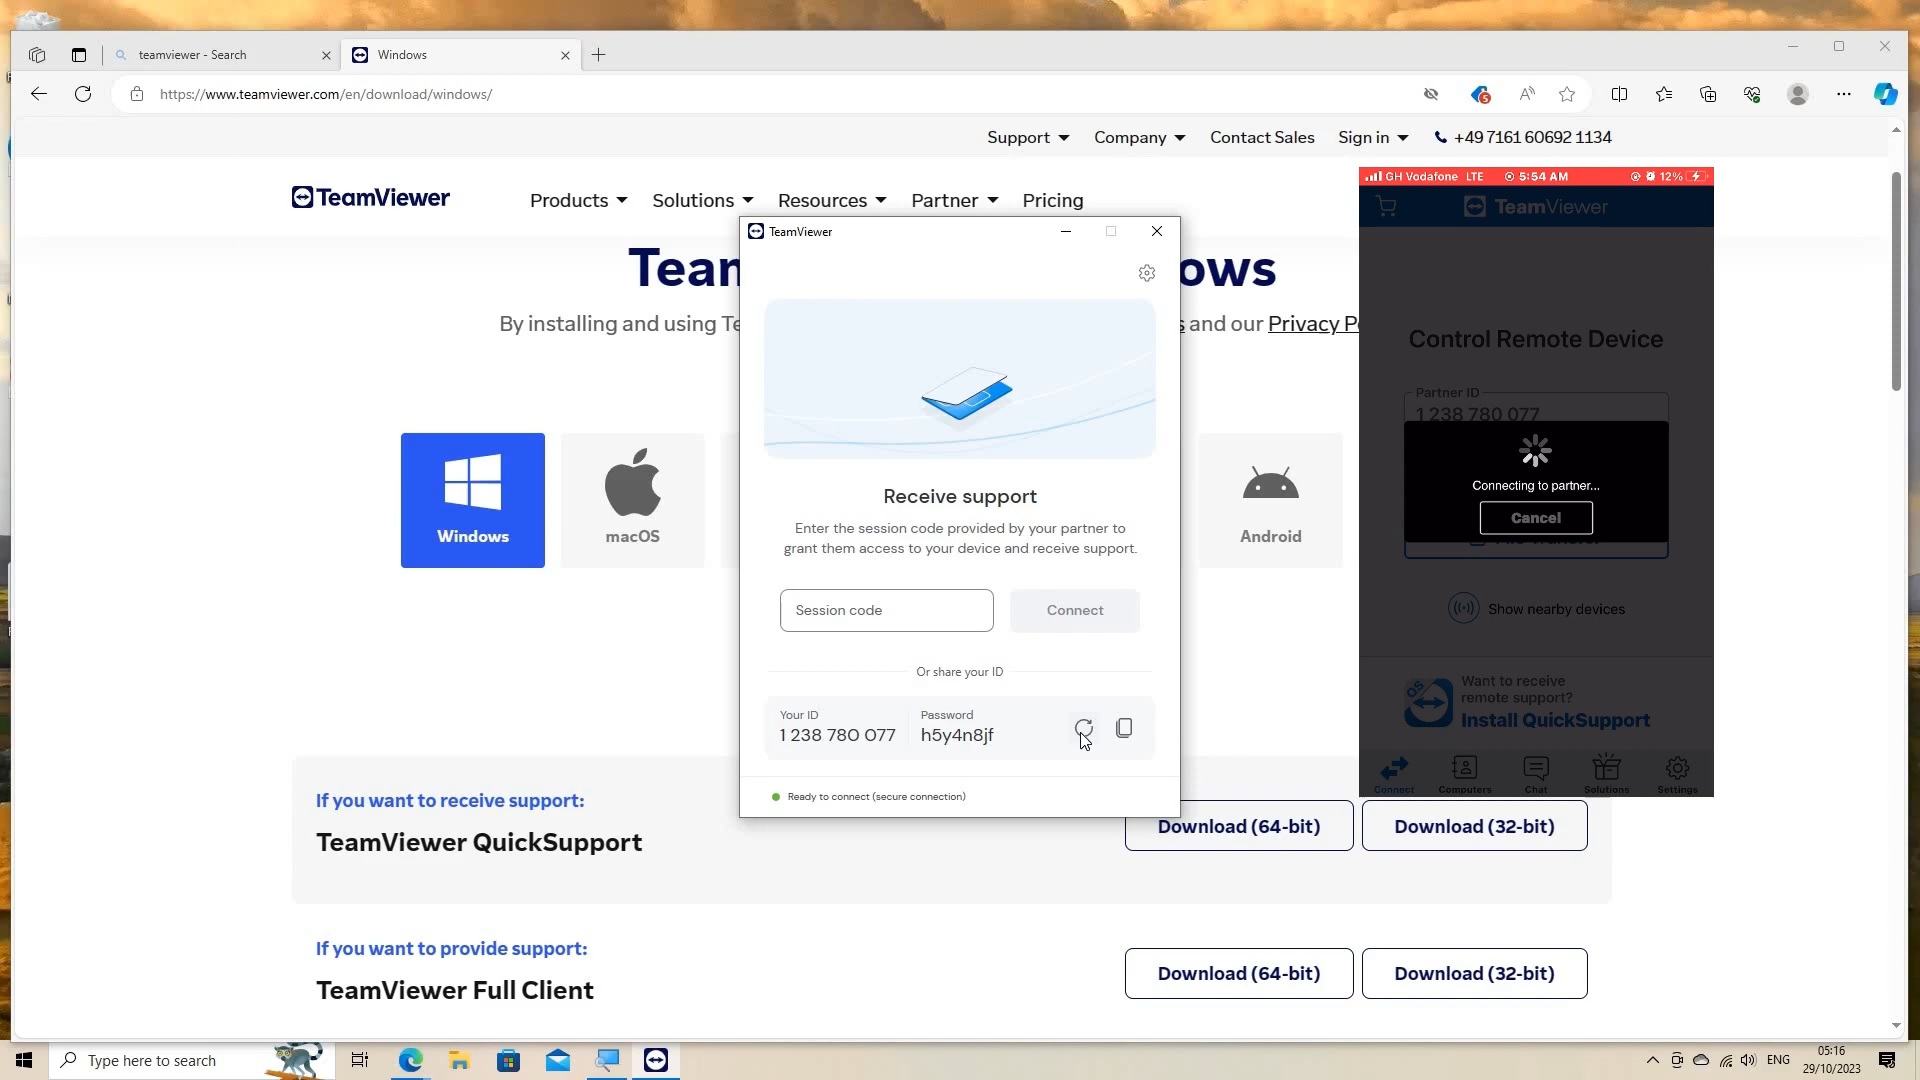 teamviewer - Search
Windows
https://www.teamviewer.com/en/download/windows/
5
Support
Company
Contact Sales
Sign in
+49 7161 60692 1134
TeamViewer
Products
Solutions
Resources
Partner
Pricing
Tean
ows
By installing and using Te
s and our Privacy P
Windows
macOS
Android
If you want to receive support:
TeamViewer QuickSupport
Download (64-bit)
Download (32-bit)
If you want to provide support:
TeamViewer Full Client
Download (64-bit)
Download (32-bit)
TeamViewer
Receive support
Enter the session code provided by your partner to
grant them access to your device and receive support.
Session code
Connect
Or share your ID
Your ID
Password
1 238 780 077
h5y4n8jf
Ready to connect (secure connection)
GH Vodafone LTE
5:54 AM
12%
TeamViewer
Control Remote Device
Partner ID
1 238 780 077
Connecting to partner...
Cancel
Show nearby devices
QS
Want to receive
remote support?
Install QuickSupport
Connect
Computers
Chat
Solutions
Settings
Type here to search
ENG
05:16
29/10/2023